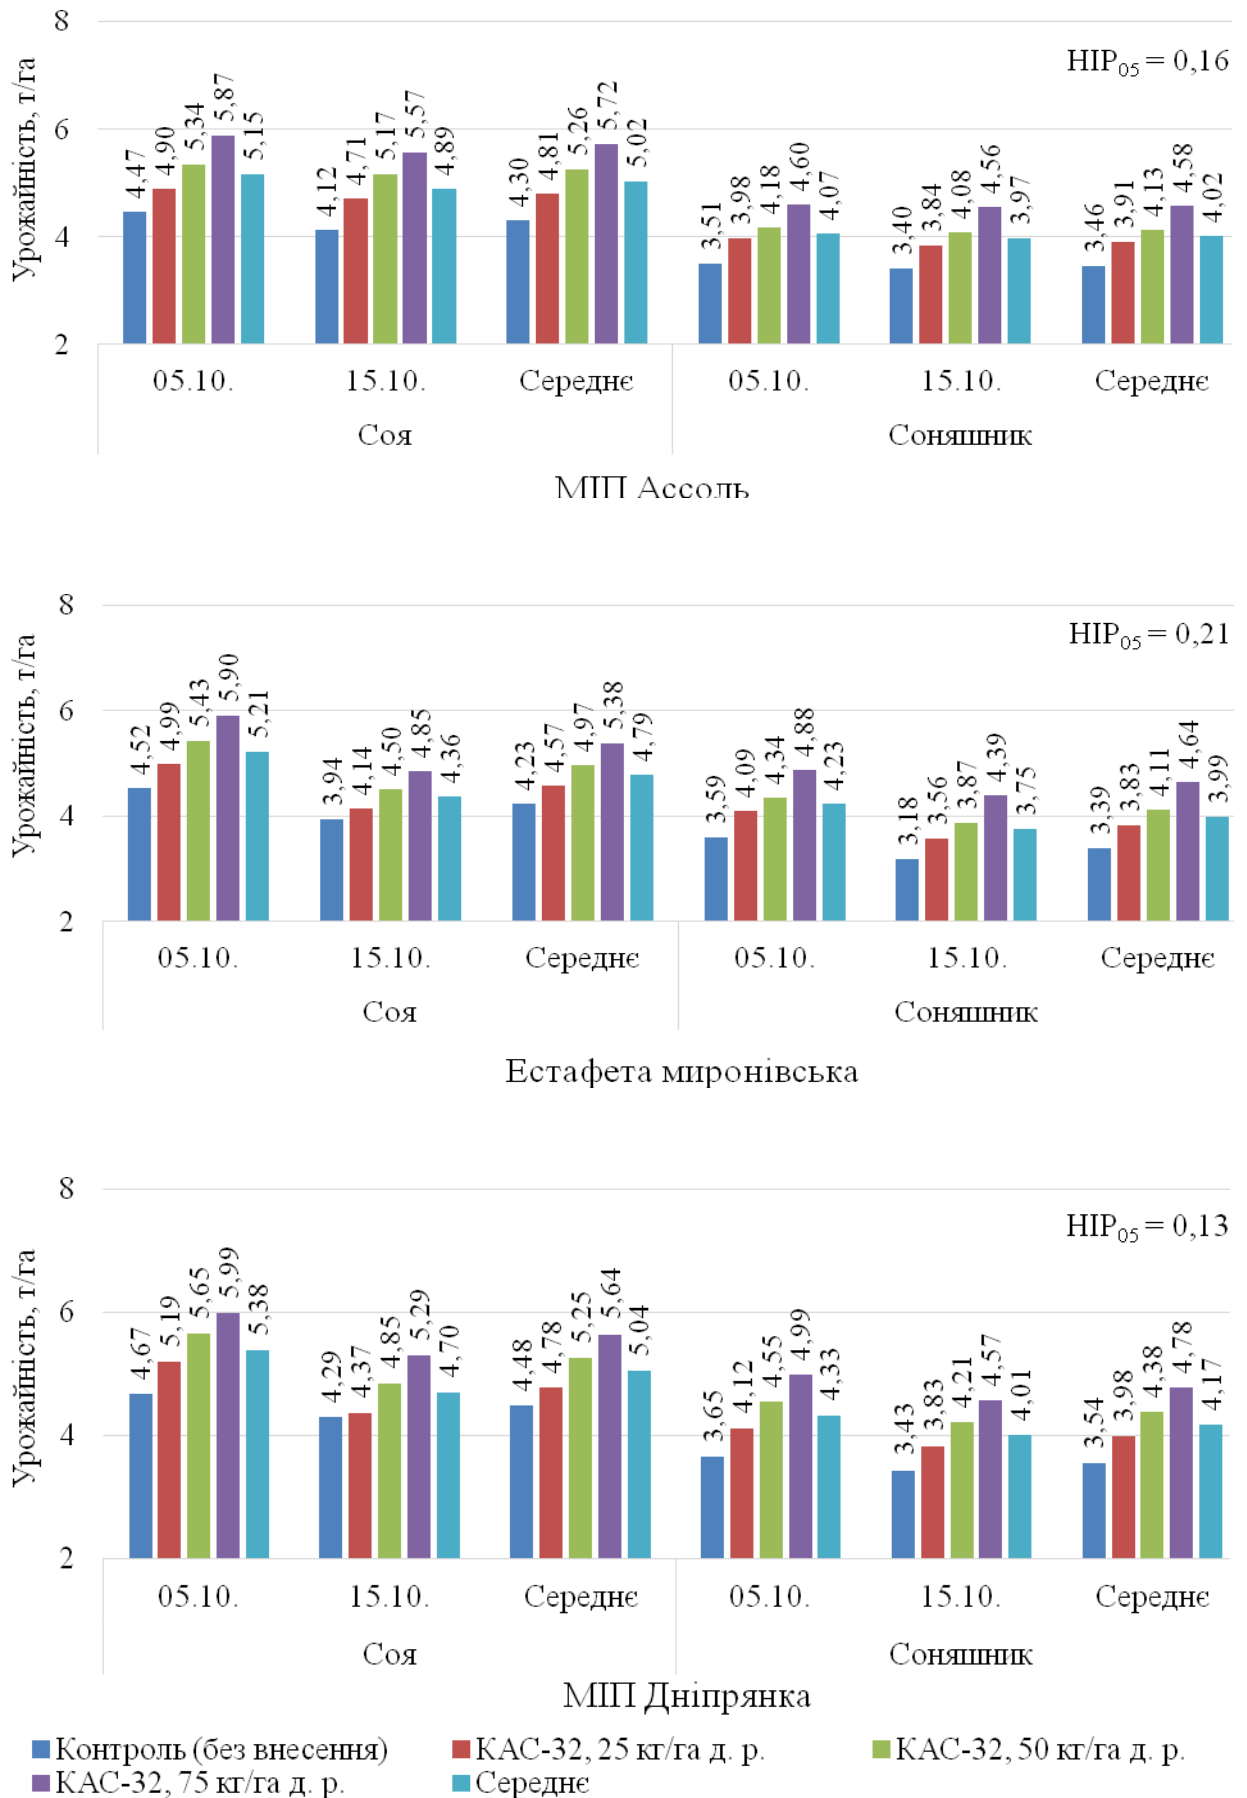 8
6
4
2
Урожайність, т/га
НІР05 = 0,16
4,47 4,90 5,34 5,87 5,15
4,12 4,71 5,17 5,57 4,89
4,30 4,81 5,26 5,72 5,02
3,51 3,98 4,18 4,60 4,07
3,40 3,84 4,08 4,56 3,97
3,46 3,91 4,13 4,58 4,02
05.10. 15.10. Середнє 05.10. 15.10. Середнє
Соя Соняшник
МІП Ассоль
8
6
4
2
Урожайність, т/га
НІР05 = 0,21
4,52 4,99 5,43 5,90 5,21
3,94 4,14 4,50 4,85 4,36
4,23 4,57 4,97 5,38 4,79
3,59 4,09 4,34 4,88 4,23
3,18 3,56 3,87 4,39 3,75
3,39 3,83 4,11 4,64 3,99
05.10. 15.10. Середнє 05.10. 15.10. Середнє
Соя Соняшник
Естафета миронівська
8
6
4
2
Урожайність, т/га
НІР05 = 0,13
4,67 5,19 5,65 5,99 5,38
4,29 4,37 4,85 5,29 4,70
4,48 4,78 5,25 5,64 5,04
3,65 4,12 4,55 4,99 4,33
3,43 3,83 4,21 4,57 4,01
3,54 3,98 4,38 4,78 4,17
05.10. 15.10. Середнє 05.10. 15.10. Середнє
Соя Соняшник
МІП Дніпрянка
Контроль (без внесення) КАС-32, 25 кг/га д. р. КАС-32, 50 кг/га д. р.
КАС-32, 75 кг/га д. р. Середнє